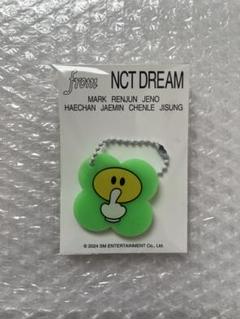 from NCT DREAM
MARK RENJUN JENO
HAECHAN JAEMIN CHENLE JISUNG
© 2024 SM ENTERTAINMENT Co., Ltd.